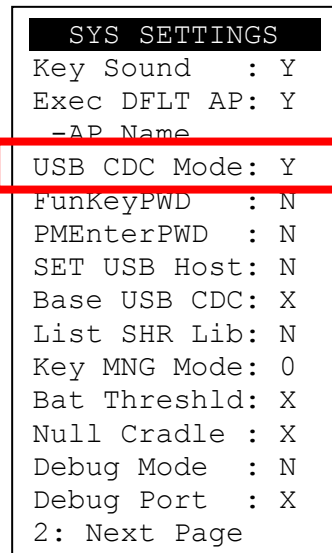 SYS SETTINGS
Key Sound   : Y
Exec DFLT AP: Y
 -AP Name
USB CDC Mode: Y
FunKeyPWD   : N
PMEnterPWD  : N
SET USB Host: N
Base USB CDC: X
List SHR Lib: N
Key MNG Mode: 0
Bat Threshld: X
Null Cradle : X
Debug Mode  : N
Debug Port  : X
2: Next Page